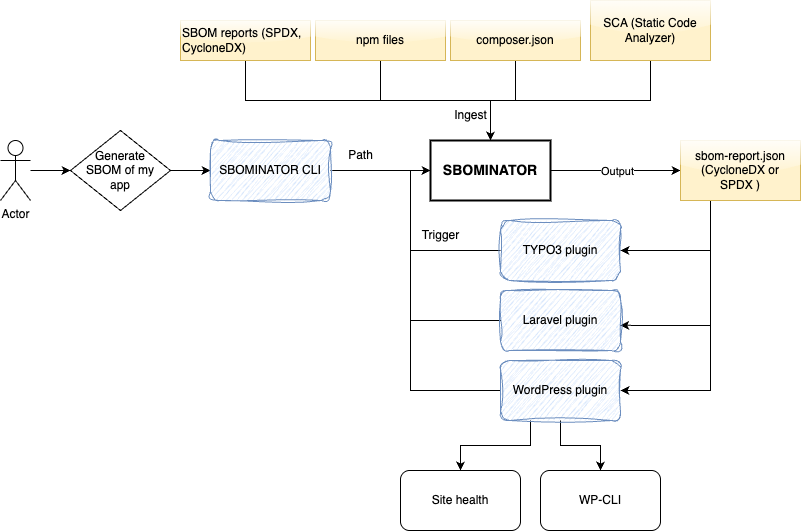 SBOM reports (SPDX,
CycloneDX)
npm files
composer.json
SCA (Static Code
Analyzer)
Ingest
Actor
Generate
SBOM of my
app
SBOMINATOR CLI
Path
SBOMINATOR
Output
sbom-report.json
(CycloneDX or
SPDX )
Trigger
TYPO3 plugin
Laravel plugin
WordPress plugin
Site health
WP-CLI